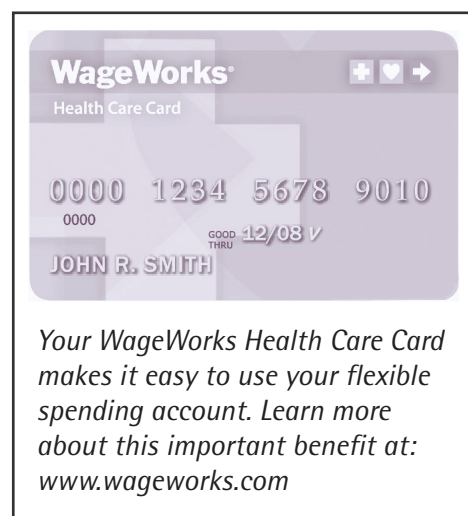 WageWorks®
Health Care Card
0000 1234 5678 9010
0000
GOOD THRU 12/08 V
JOHN R. SMITH
Your WageWorks Health Care Card
makes it easy to use your flexible
spending account. Learn more
about this important benefit at:
www.wageworks.com